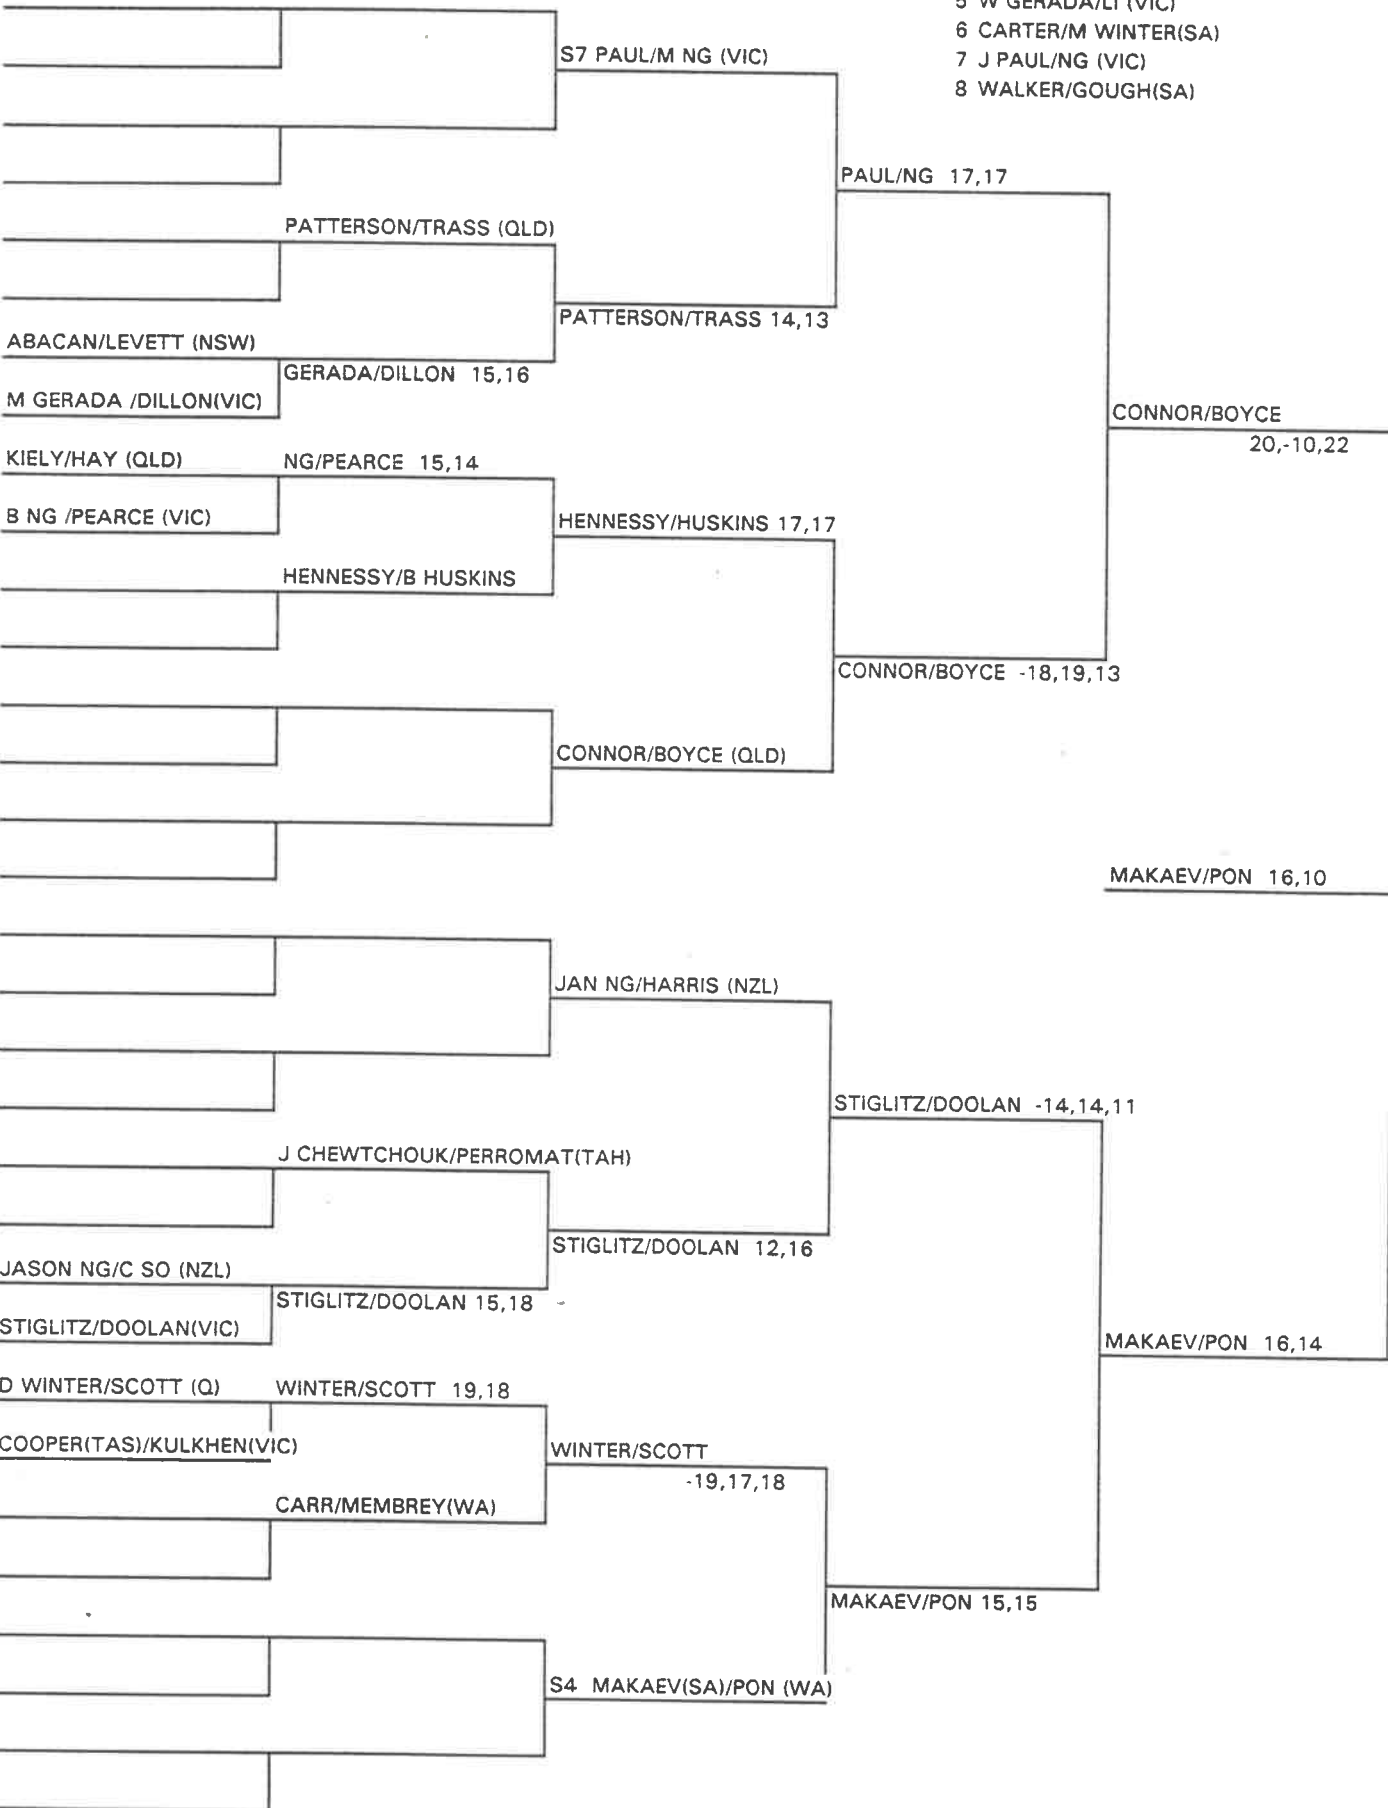 5 W GERADA/LI (VIC)
6 CARTER/M WINTER(SA)
7 J PAUL/NG (VIC)
8 WALKER/GOUGH(SA)
S7 PAUL/M NG (VIC)
PAUL/NG 17,17
PATTERSON/TRASS (QLD)
PATTERSON/TRASS 14,13
ABACAN/LEVETT (NSW)
GERADA/DILLON 15,16
M GERADA /DILLON(VIC)
CONNOR/BOYCE
20,-10,22
KIELY/HAY (QLD)
NG/PEARCE 15,14
B NG /PEARCE (VIC)
HENNESSY/HUSKINS 17,17
HENNESSY/B HUSKINS
CONNOR/BOYCE -18,19,13
CONNOR/BOYCE (QLD)
MAKAEV/PON 16,10
JAN NG/HARRIS (NZL)
STIGLITZ/DOOLAN -14,14,11
J CHEWTCHOUK/PERROMAT(TAH)
STIGLITZ/DOOLAN 12,16
JASON NG/C SO (NZL)
STIGLITZ/DOOLAN 15,18
STIGLITZ/DOOLAN(VIC)
MAKAEV/PON 16,14
D WINTER/SCOTT (Q)
WINTER/SCOTT 19,18
COOPER(TAS)/KULKHEN(VIC)
WINTER/SCOTT
-19,17,18
CARR/MEMBREY(WA)
MAKAEV/PON 15,15
S4 MAKAEV(SA)/PON (WA)